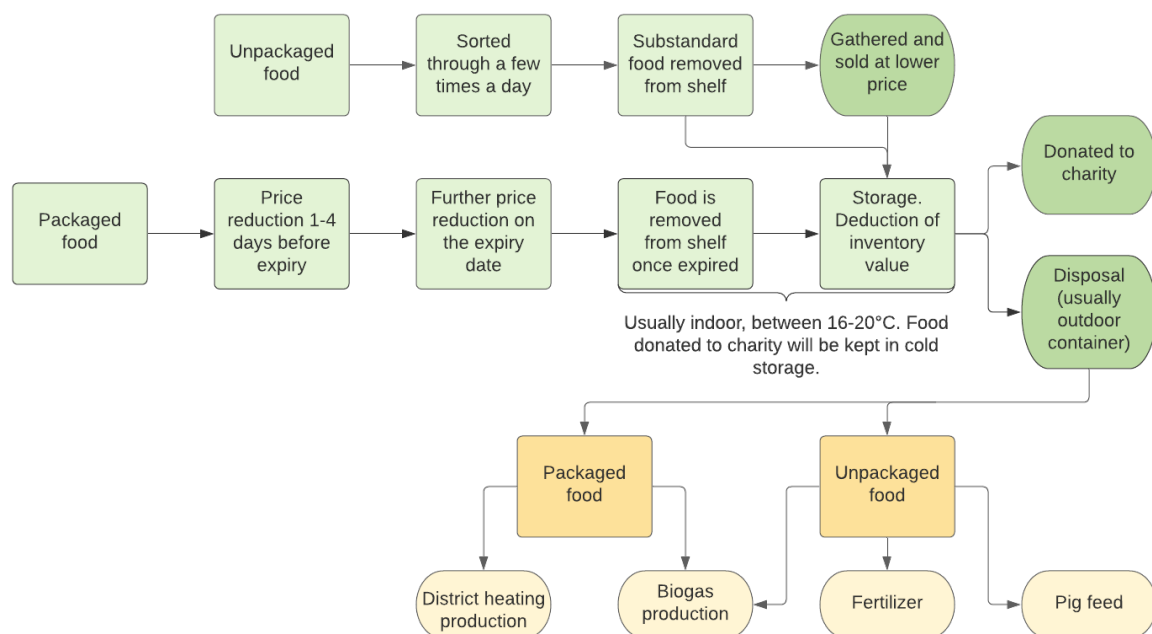 Unpackaged
food
Sorted
through a few
times a day
Substandard
food removed
from shelf
Gathered and
sold at lower
price
Donated to
charity
Packaged
food
Price
reduction 1-4
days before
expiry
Further price
reduction on
the expiry
date
Food is
removed
from shelf
once expired
Storage.
Deduction of
inventory
value
Disposal
(usually
outdoor
container)
Usually indoor, between 16-20°C. Food
donated to charity will be kept in cold
storage.
Packaged
food
Unpackaged
food
District heating
production
Biogas
production
Fertilizer
Pig feed